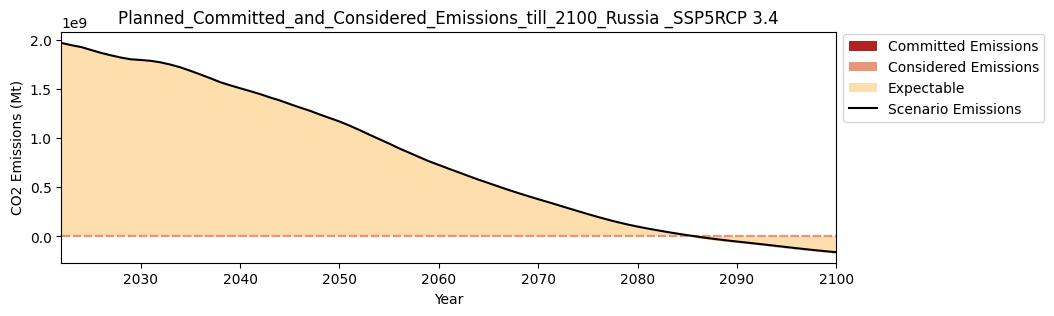 Planned_Committed_and_Considered_Emissions_till_2100_Russia _SSP5RCP 3.4
1e9
2.0
1.5
1.0
0.5
0.0
CO2 Emissions (Mt)
2030 2040 2050 2060 2070 2080 2090 2100
Year
Committed Emissions
Considered Emissions
Expectable
Scenario Emissions